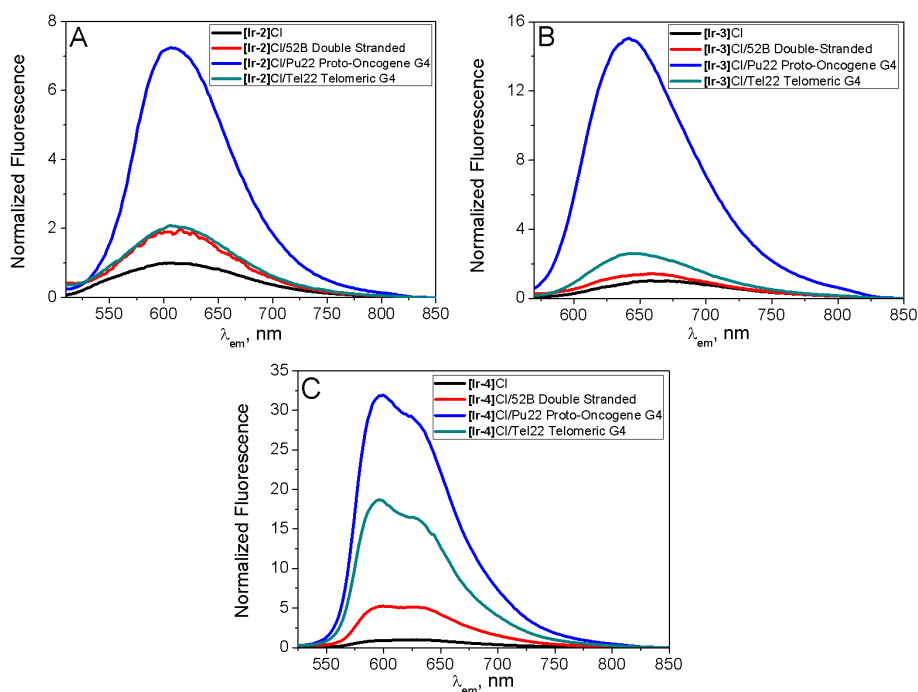 A
[Ir-2]Cl
[Ir-2]Cl/52B Double Stranded
[Ir-2]Cl/Pu22 Proto-Oncogene G4
[Ir-2]Cl/Tel22 Telomeric G4
Normalized Fluorescence
8
6
4
2
0
550 600 650 700 750 800 850
λem, nm
B
[Ir-3]Cl
[Ir-3]Cl/52B Double-Stranded
[Ir-3]Cl/Pu22 Proto-Oncogene G4
[Ir-3]Cl/Tel22 Telomeric G4
Normalized Fluorescence
16
12
8
4
0
600 650 700 750 800 850
λem, nm
C
[Ir-4]Cl
[Ir-4]Cl/52B Double Stranded
[Ir-4]Cl/Pu22 Proto-Oncogene G4
[Ir-4]Cl/Tel22 Telomeric G4
Normalized Fluorescence
35
30
25
20
15
10
5
0
550 600 650 700 750 800 850
λem, nm